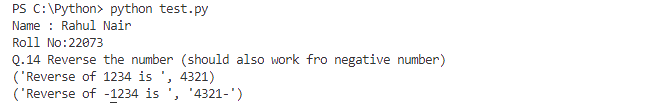 PS C:\Python> python test.py
Name : Rahul Nair
Roll No:22073
Q.14 Reverse the number (should also work fro negative number)
('Reverse of 1234 is ', 4321)
('Reverse of -1234 is ', '4321-')